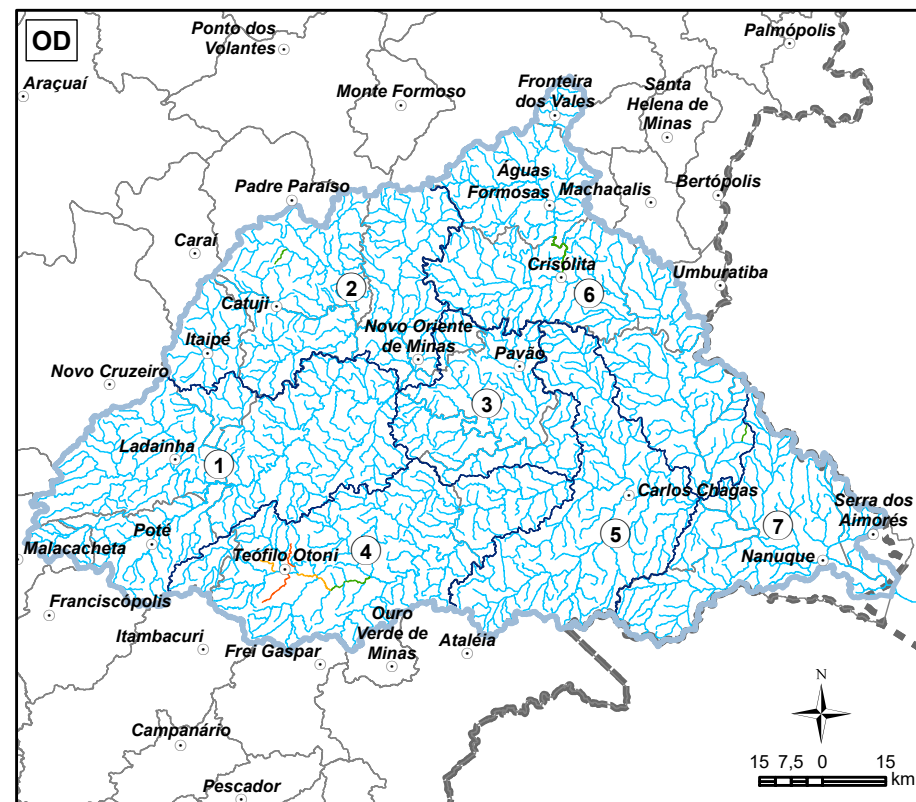 OD
Ponto dos
Volantes
Palmópolis
Araçuaí
Monte Formoso
Fronteira
dos Vales
Santa
Helena de
Minas
Padre Paraíso
Águas
Formosas
Machacalis
Bertópolis
Caraí
Crisólita
Umburatiba
2
6
Catuji
Itaipé
Novo Oriente
de Minas
Pavão
Novo Cruzeiro
3
Ladainha
1
Carlos Chagas
Serra dos
Aimorés
Poté
4
5
7
Malacacheta
Teófilo Otoni
Nanuque
Franciscópolis
Itambacuri
Ouro
Verde de
Minas
Frei Gaspar
Ataléia
N
Campanário
Pescador
15 7,5 0 15
km